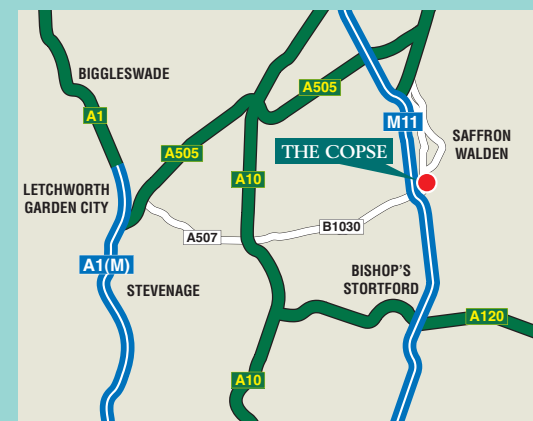 BIGGLESWADE
A505
A1
M11
SAFFRON
WALDEN
THE COPSE
A505
A10
LETCHWORTH
GARDEN CITY
B1030
A507
A1(M)
BISHOP'S
STORTFORD
STEVENAGE
A120
A10